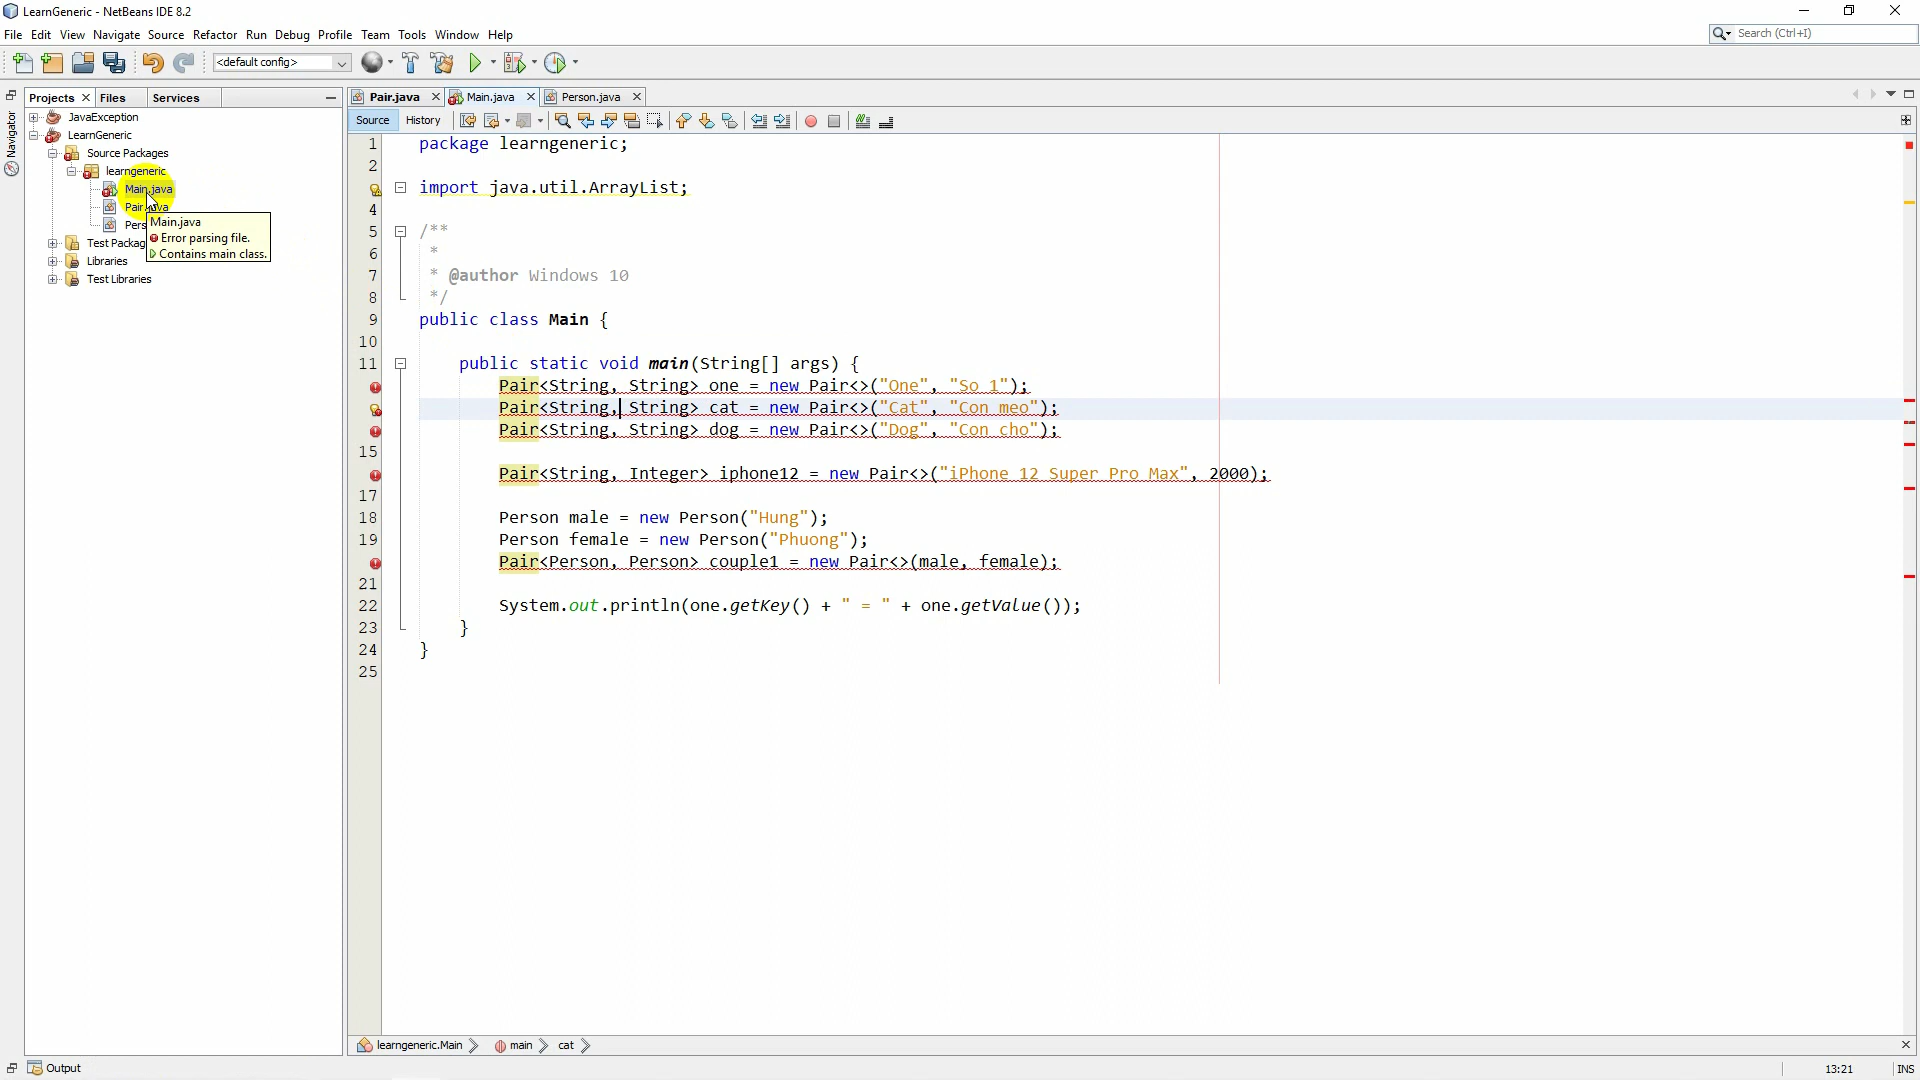 LearnGeneric - NetBeans IDE 8.2
File Edit View Navigate Source Refactor Run Debug Profile Team Tools Window Help
Search (Ctrl+I)
<default config>
Projects Files Services
Navigator
JavaException
LearnGeneric
Source Packages
learngeneric
Main.java
Pair.java
Pers
Test Packag
Libraries
Test Libraries
Main.java
Error parsing file.
Contains main class.
Pair.java Main.java Person.java
Source History
1 package learngeneric;
2
import java.util.ArrayList;
4
5 /**
6 *
7 * @author Windows 10
8 */
9 public class Main {
10
11 public static void main(String[] args) {
Pair<String, String> one = new Pair<>("One", "So 1");
Pair<String, String> cat = new Pair<>("Cat", "Con meo");
Pair<String, String> dog = new Pair<>("Dog", "Con cho");
15
Pair<String, Integer> iphone12 = new Pair<>("iPhone 12 Super Pro Max", 2000);
17
18 Person male = new Person("Hung");
19 Person female = new Person("Phuong");
Pair<Person, Person> couple1 = new Pair<>(male, female);
21
22 System.out.println(one.getKey() + " = " + one.getValue());
23 }
24 }
25
learngeneric.Main main cat
Output
13:21 INS